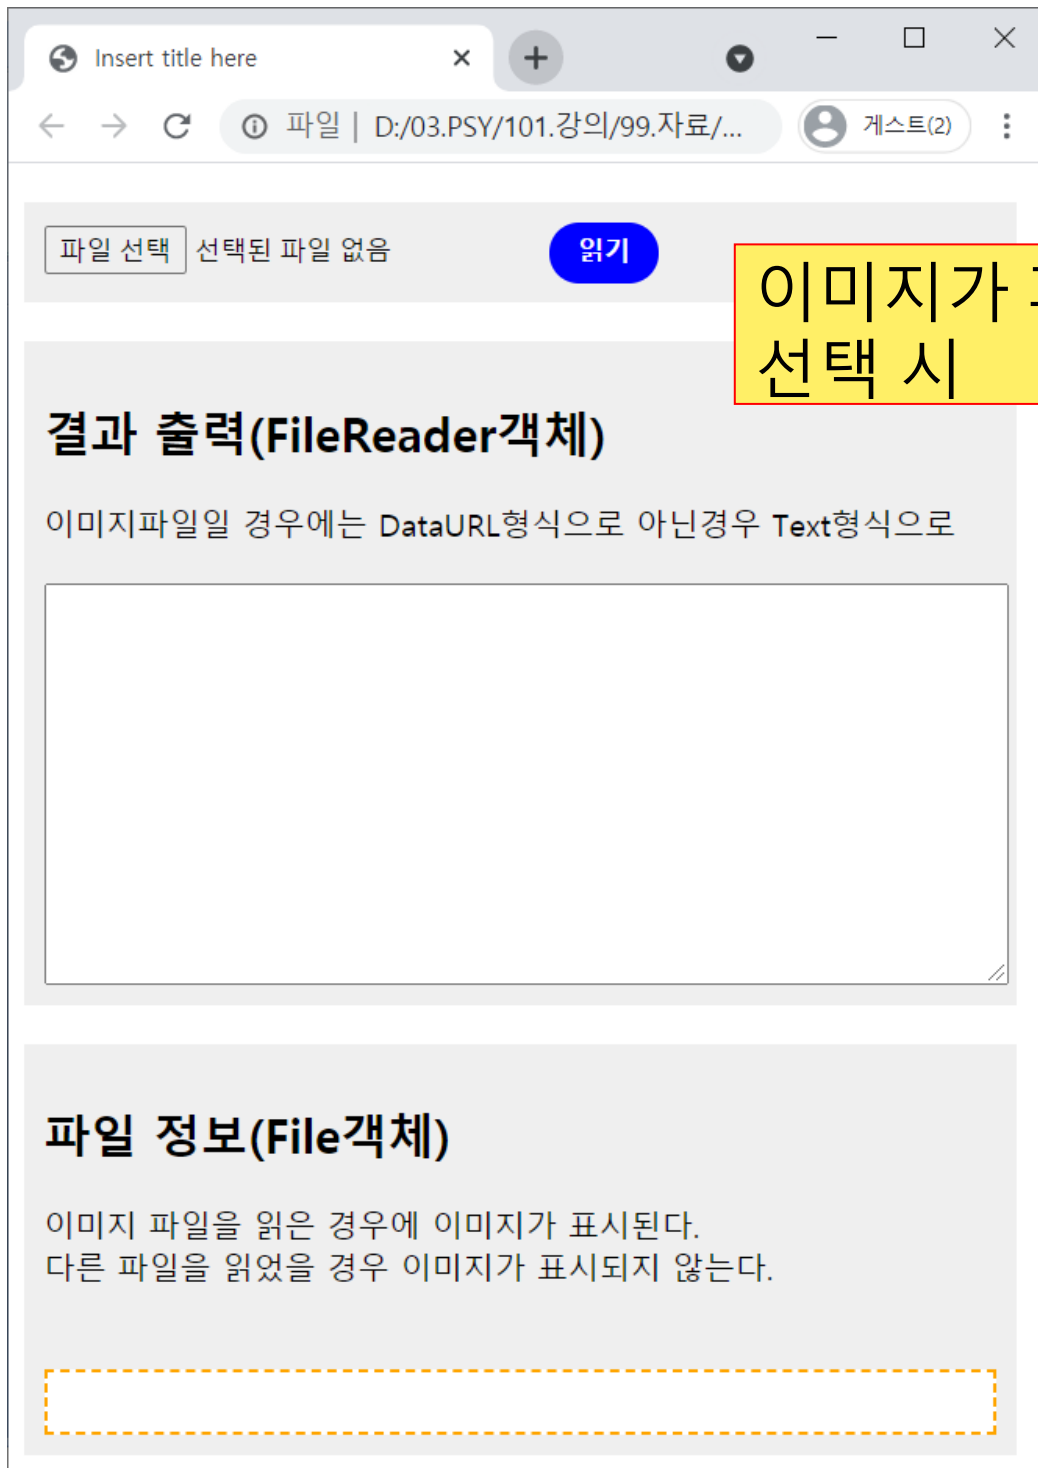 Insert title here
파일 | D:/03.PSY/101.강의/99.자료/...
게스트(2)
파일 선택 선택된 파일 없음
읽기
이미지가
선택 시
결과 출력(FileReader객체)
이미지파일일 경우에는 DataURL형식으로 아닌경우 Text형식으로
파일 정보(File객체)
이미지 파일을 읽은 경우에 이미지가 표시된다.
다른 파일을 읽었을 경우 이미지가 표시되지 않는다.